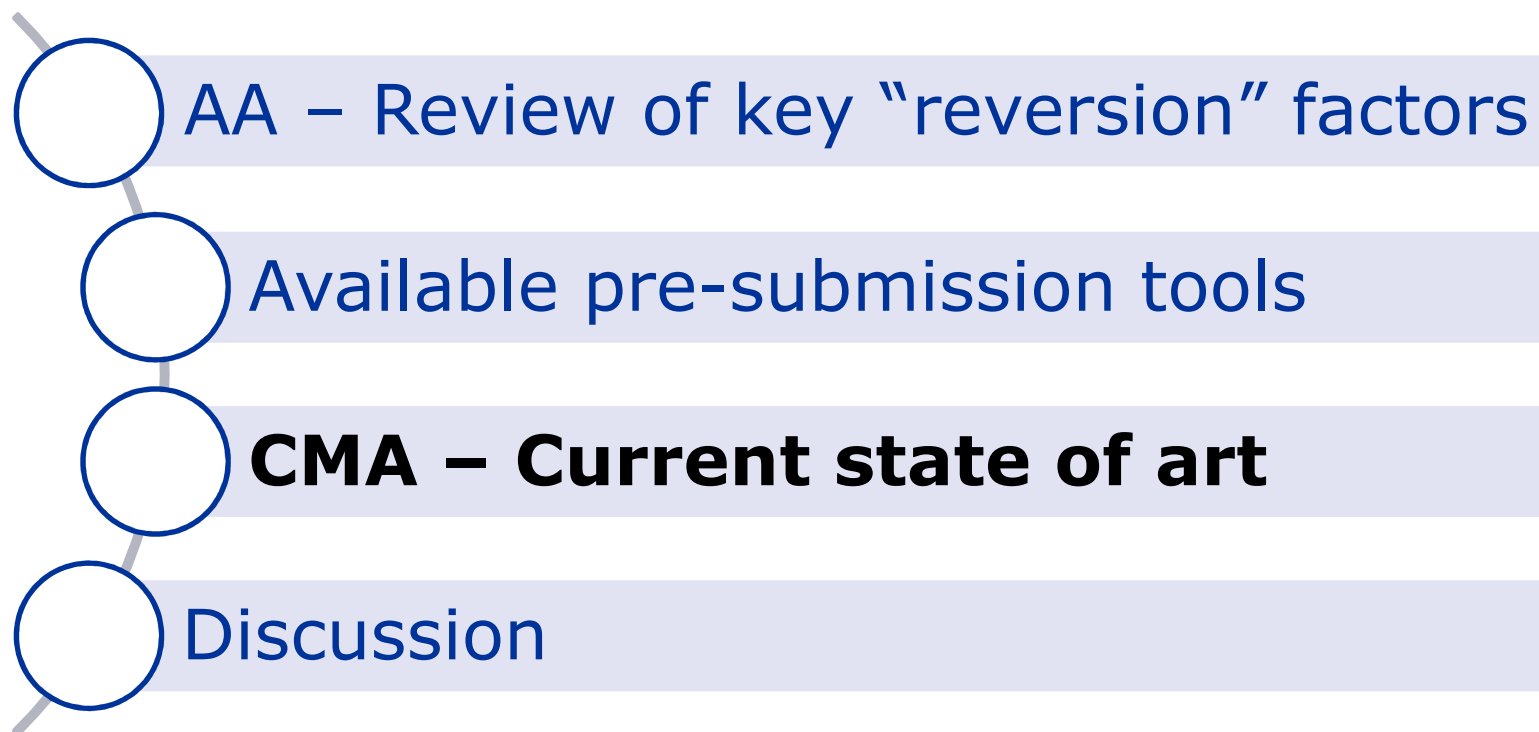 AA – Review of key “reversion” factors
Available pre-submission tools
CMA – Current state of art
Discussion